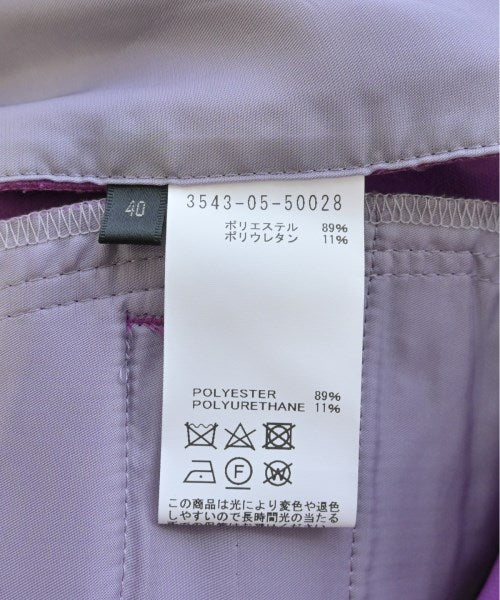 40
3543-05-50028
ポリエステル 89%
ポリウレタン 11%
POLYESTER 89%
POLYURETHANE 11%
F
W
この商品は光により変色や退色
しやすいので長時間光の当たる